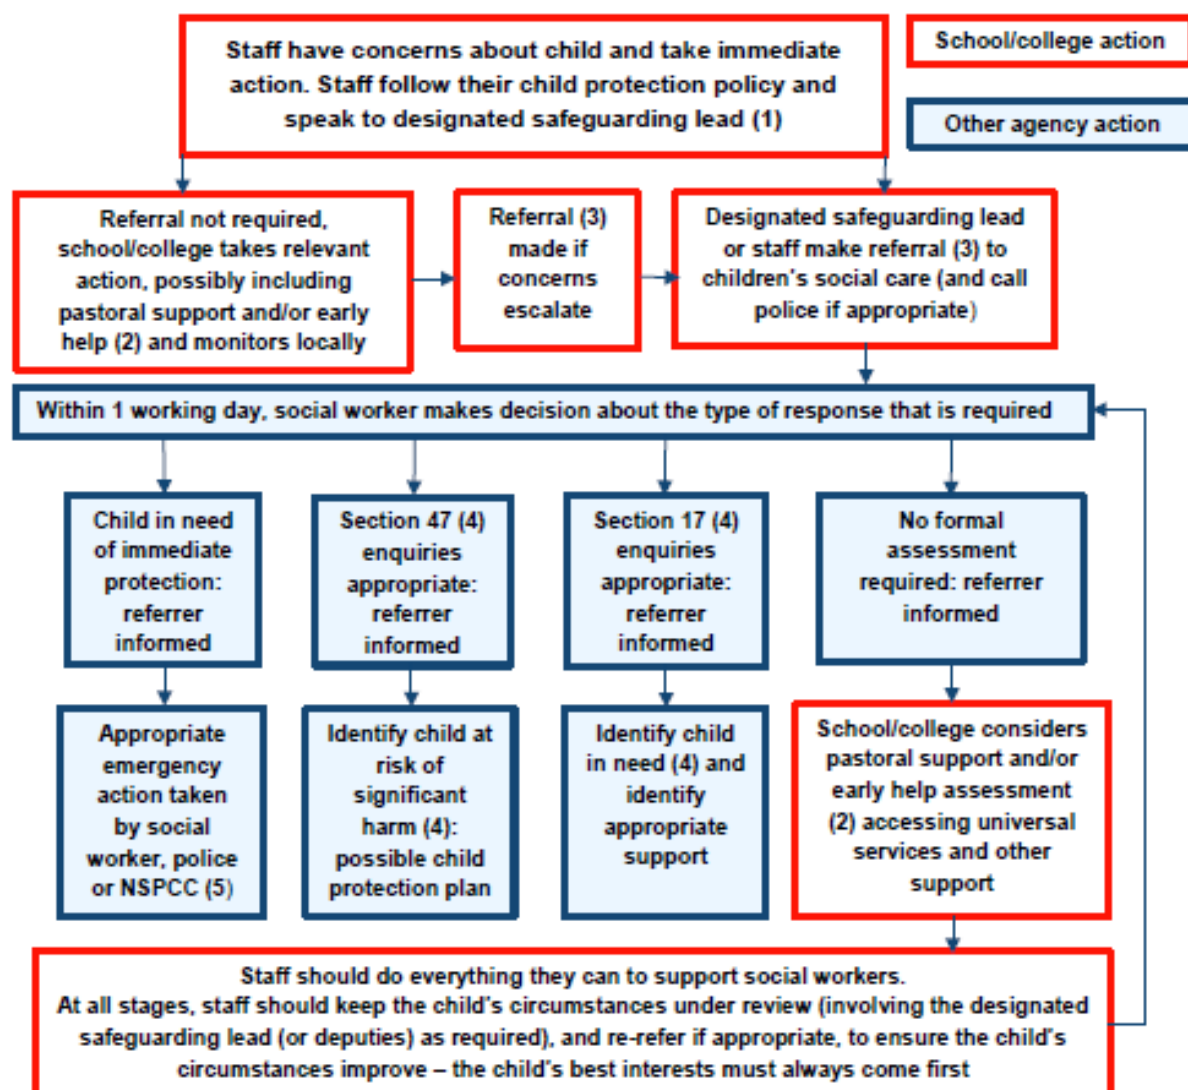 Staff have concerns about child and take immediate
action. Staff follow their child protection policy and
speak to designated safeguarding lead (1)
School/college action
Other agency action
Referral not required,
school/college takes relevant
action, possibly including
pastoral support and/or early
help (2) and monitors locally
Referral (3)
made if
concerns
escalate
Designated safeguarding lead
or staff make referral (3) to
children's social care (and call
police if appropriate)
Within 1 working day, social worker makes decision about the type of response that is required
Child in need
of immediate
protection:
referrer
informed
Section 47 (4)
enquiries
appropriate:
referrer
informed
Section 17 (4)
enquiries
appropriate:
referrer
informed
No formal
assessment
required: referrer
informed
Appropriate
emergency
action taken
by social
worker, police
or NSPCC (5)
Identify child at
risk of
significant
harm (4):
possible child
protection plan
Identify child
in need (4) and
identify
appropriate
support
School/college considers
pastoral support and/or
early help assessment
(2) accessing universal
services and other
support
Staff should do everything they can to support social workers.
At all stages, staff should keep the child's circumstances under review (involving the designated
safeguarding lead (or deputies) as required), and re-refer if appropriate, to ensure the child's
circumstances improve – the child's best interests must always come first